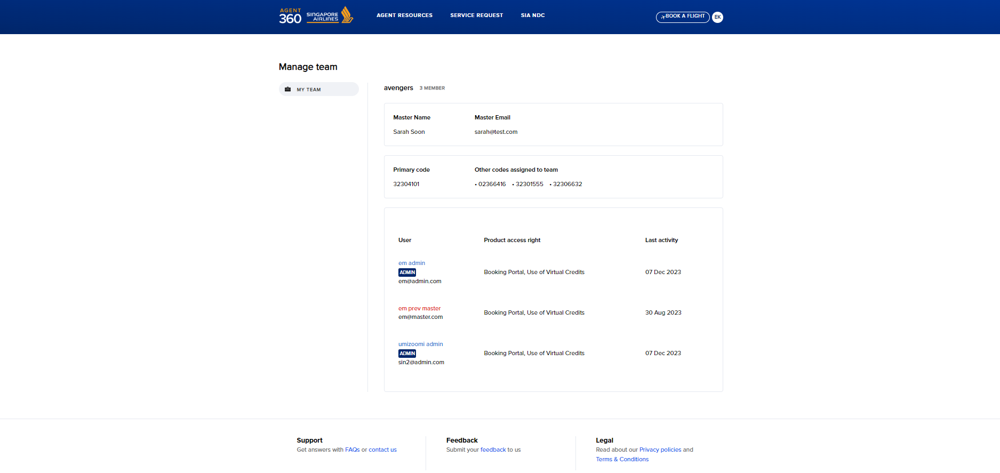 AGENT
360
SINGAPORE
AIRLINES
AGENT RESOURCES SERVICE REQUEST SIA NDC
BOOK A FLIGHT EK
Manage team
MY TEAM
avengers 3 MEMBER
Master Name Master Email
Sarah Soon sarah@test.com
Primary code Other codes assigned to team
32304101 • 02366416 • 32301555 • 32306632
User Product access right Last activity
em admin
ADMIN Booking Portal, Use of Virtual Credits 07 Dec 2023
em@admin.com
em prev master
Booking Portal, Use of Virtual Credits 30 Aug 2023
em@master.com
umizoomi admin
ADMIN Booking Portal, Use of Virtual Credits 07 Dec 2023
sin2@admin.com
Support Feedback Legal
Get answers with FAQs or contact us Submit your feedback to us Read about our Privacy policies and
Terms & Conditions